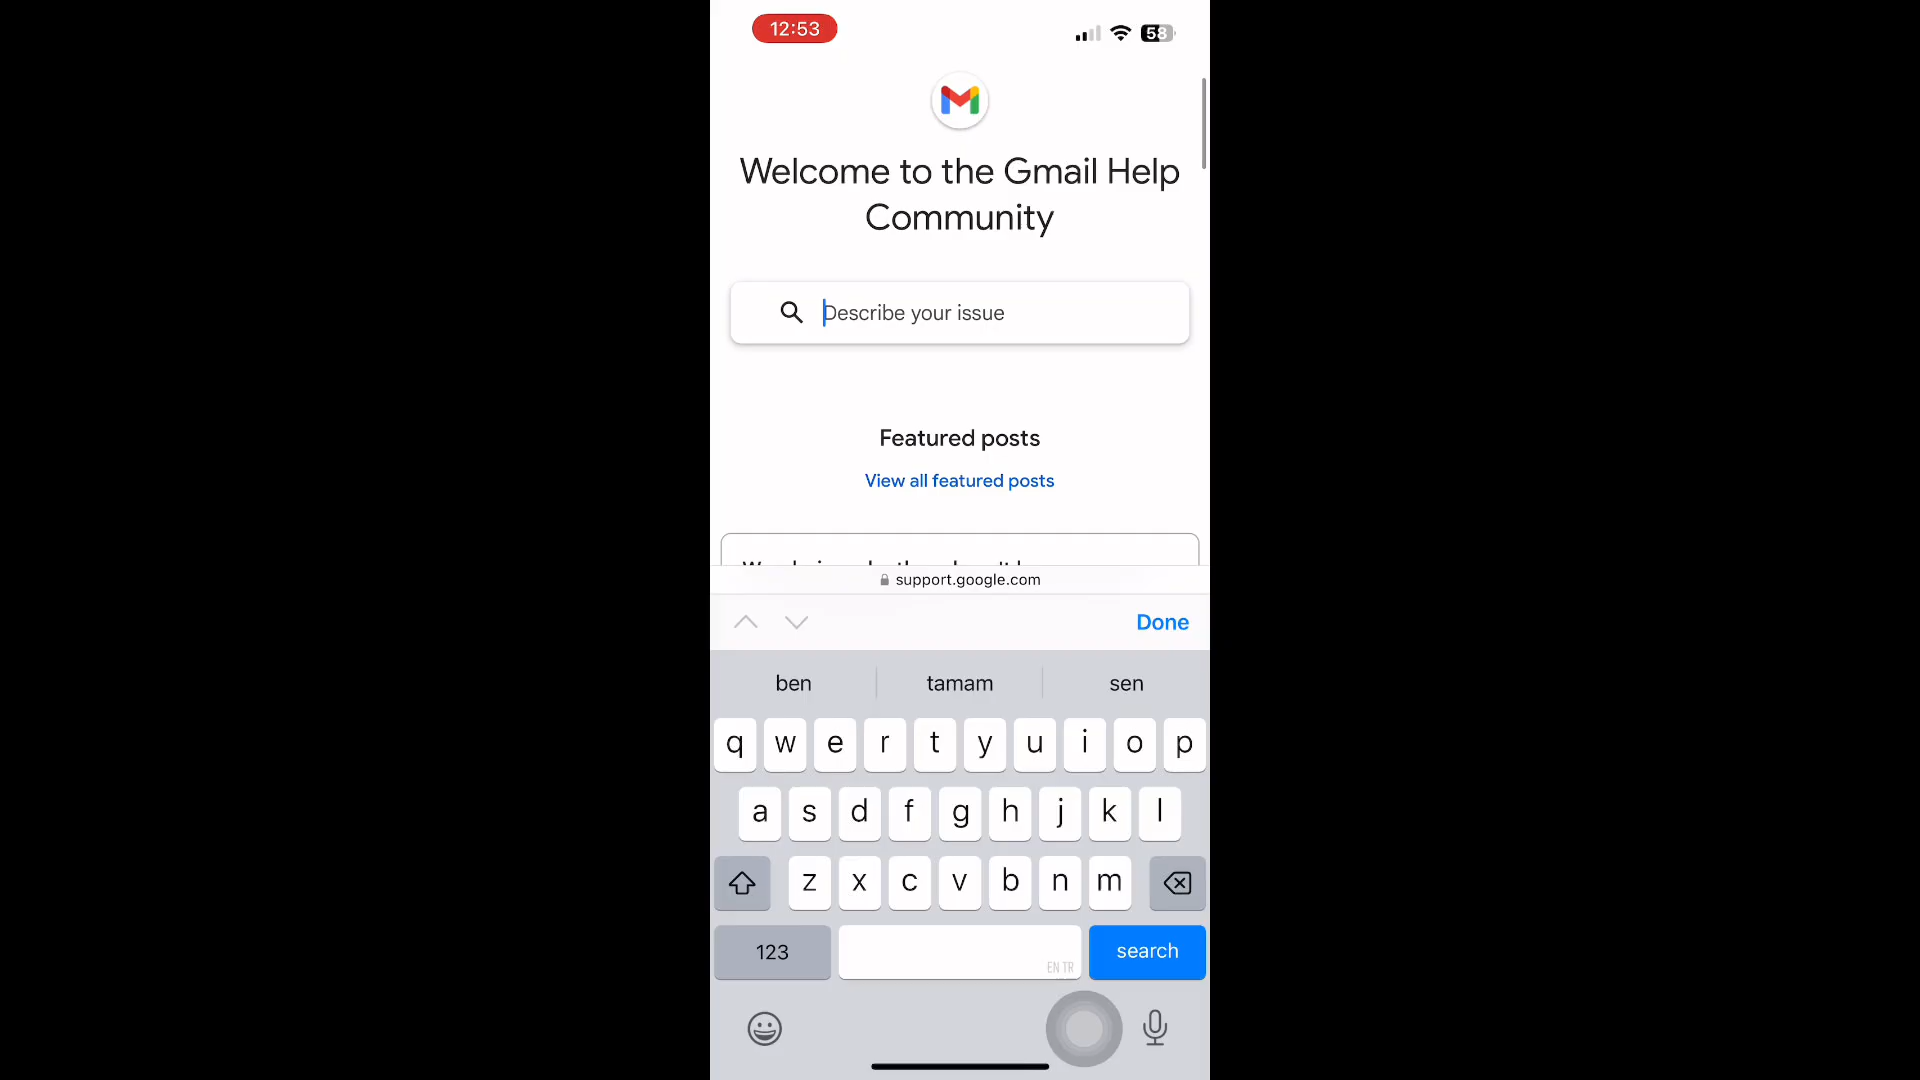 12:53
58
Welcome to the Gmail Help
Community
Describe your issue
Featured posts
View all featured posts
support.google.com
Done
ben tamam sen
q w e r t y u i o p
a s d f g h j k l
z x c v b n m
123 search
EN TR